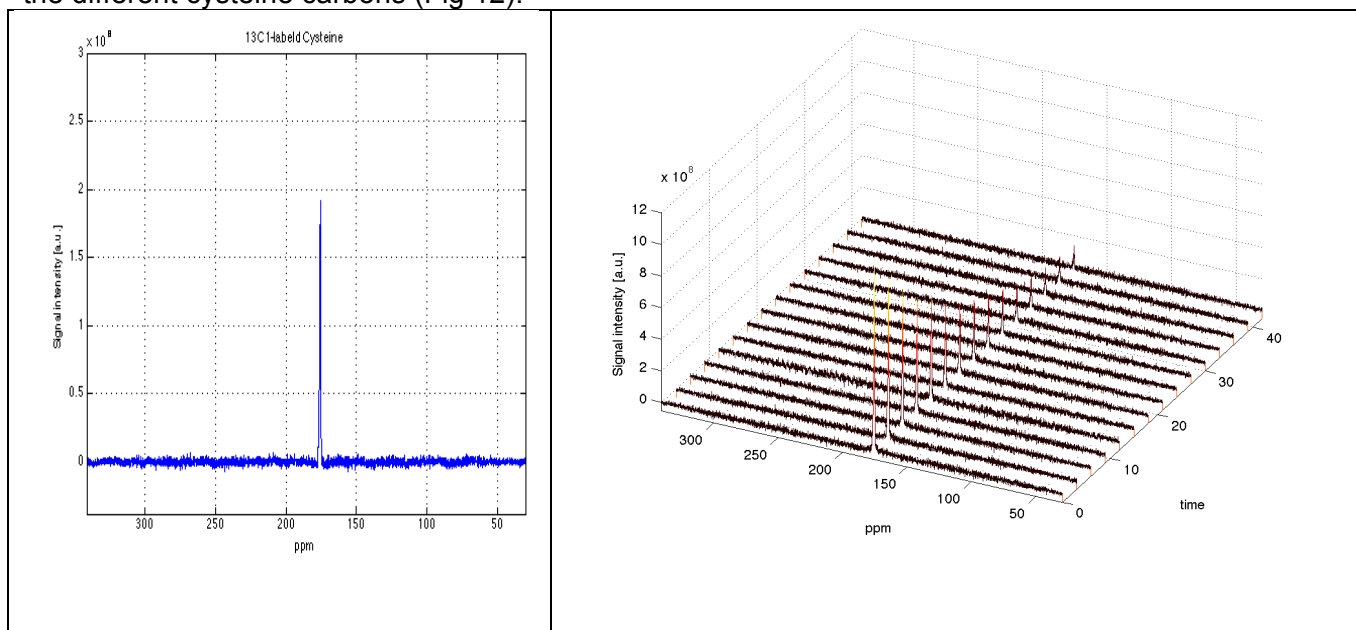 the different cysteine carbons (Fig 12).
13C1-labeld Cysteine
x 10^8
3
2.5
2
1.5
1
0.5
0
Signal intensity [a.u.]
300 250 200 150 100 50
ppm
x 10^8
12
10
8
6
4
2
0
Signal intensity [a.u.]
300
250
200
150
100
50
ppm
0
10
20
30
40
time